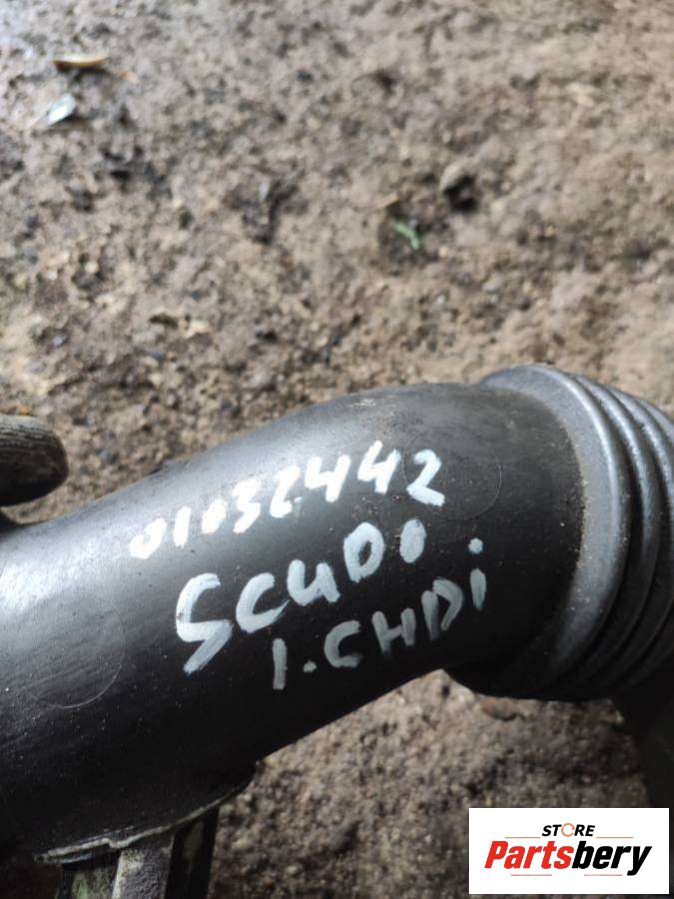 01032442
SCUDO
1.6HDi
STORE
Partsbery